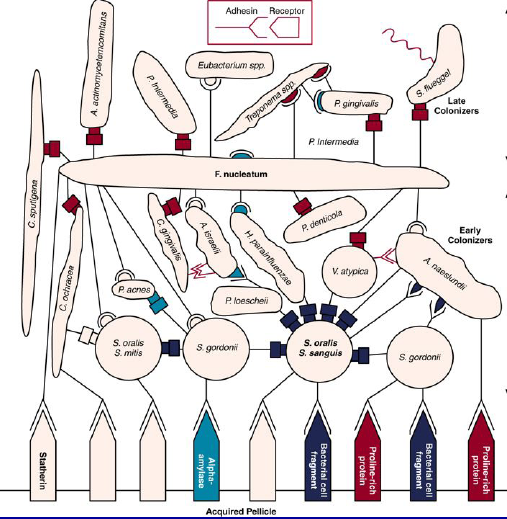 Adhesin
Receptor
A. actinomycetemcomitans
P. Intermedia
Eubacterium spp.
Treponema spp.
P. gingivalis
S. flueggei
Late
Colonizers
P. Intermedia
F. nucleatum
C. sputigena
C. ochracea
C. gingivalis
A. israelii
H. parainfluenzae
P. denticola
Early
Colonizers
V. atypica
A. naeslundii
P. acnes
P. loescheii
S. oralis
S. mitis
S. gordonii
S. oralis
S. sanguis
S. gordonii
Statherin
Alpha-
amylase
Bacterial cell
fragment
Proline-rich
protein
Bacterial cell
fragment
Proline-rich
protein
Acquired Pellicle